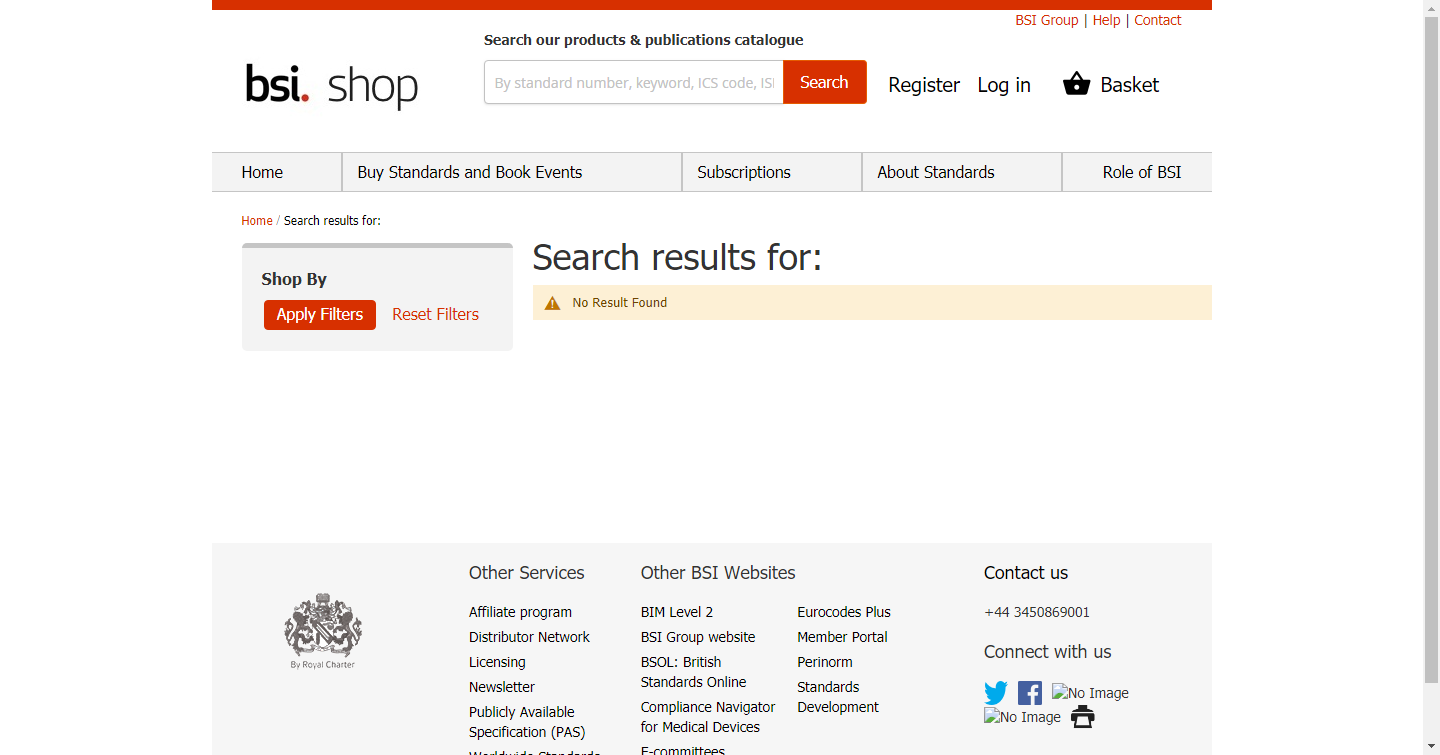 BSI Group | Help | Contact
Search our products & publications catalogue
bsi. shop
By standard number, keyword, ICS code, ISI
Search
Register
Log in
Basket
Home
Buy Standards and Book Events
Subscriptions
About Standards
Role of BSI
Home / Search results for:
Shop By
Apply Filters
Reset Filters
Search results for:
No Result Found
By Royal Charter
Other Services
Affiliate program
Distributor Network
Licensing
Newsletter
Publicly Available
Specification (PAS)
Worldwide Standards
Other BSI Websites
BIM Level 2
BSI Group website
BSOL: British
Standards Online
Compliance Navigator
for Medical Devices
E-committees
Eurocodes Plus
Member Portal
Perinorm
Standards
Development
Contact us
+44 3450869001
Connect with us
No Image
No Image